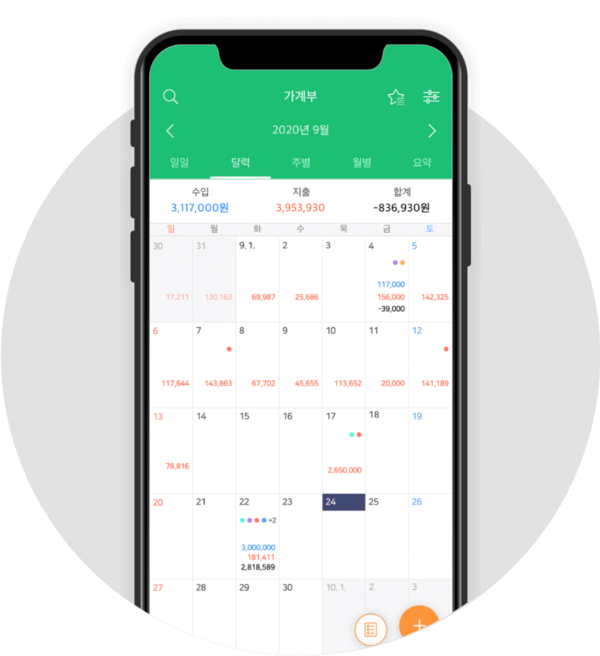 가계부
2020년 9월
일일 달력 주별 월별 요약
수입 지출 합계
3,117,000원 3,953,930 -836,930원
일 월 화 수 목 금 토
30 31 9. 1. 2 3 4 5
117,000
17,211 130,163 69,987 25,686 156,000 142,325
-39,000
6 7 8 9 10 11 12
117,644 143,863 67,702 45,655 113,652 20,000 141,189
13 14 15 16 17 18 19
78,816 2,650,000
20 21 22 23 24 25 26
+2
3,000,000
181,411
2,818,589
27 28 29 30 10. 1. 2 3